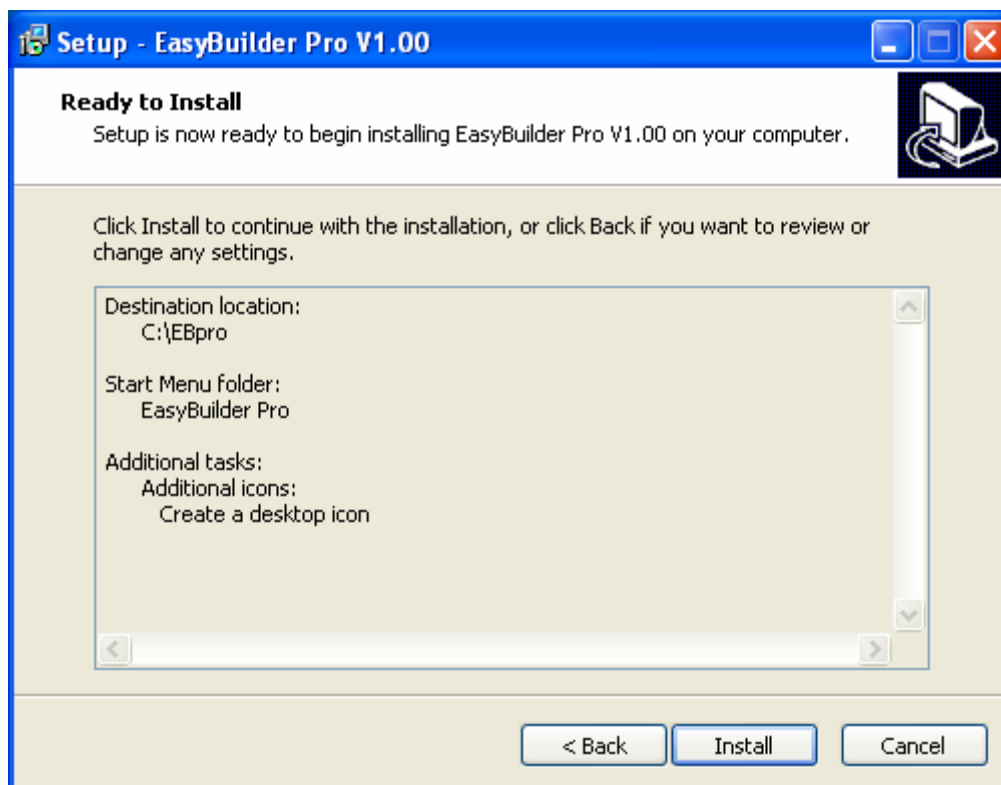 Setup - EasyBuilder Pro V1.00
Ready to Install
Setup is now ready to begin installing EasyBuilder Pro V1.00 on your computer.
Click Install to continue with the installation, or click Back if you want to review or
change any settings.
Destination location:
C:\EBpro
Start Menu folder:
EasyBuilder Pro
Additional tasks:
Additional icons:
Create a desktop icon
< Back
Install
Cancel